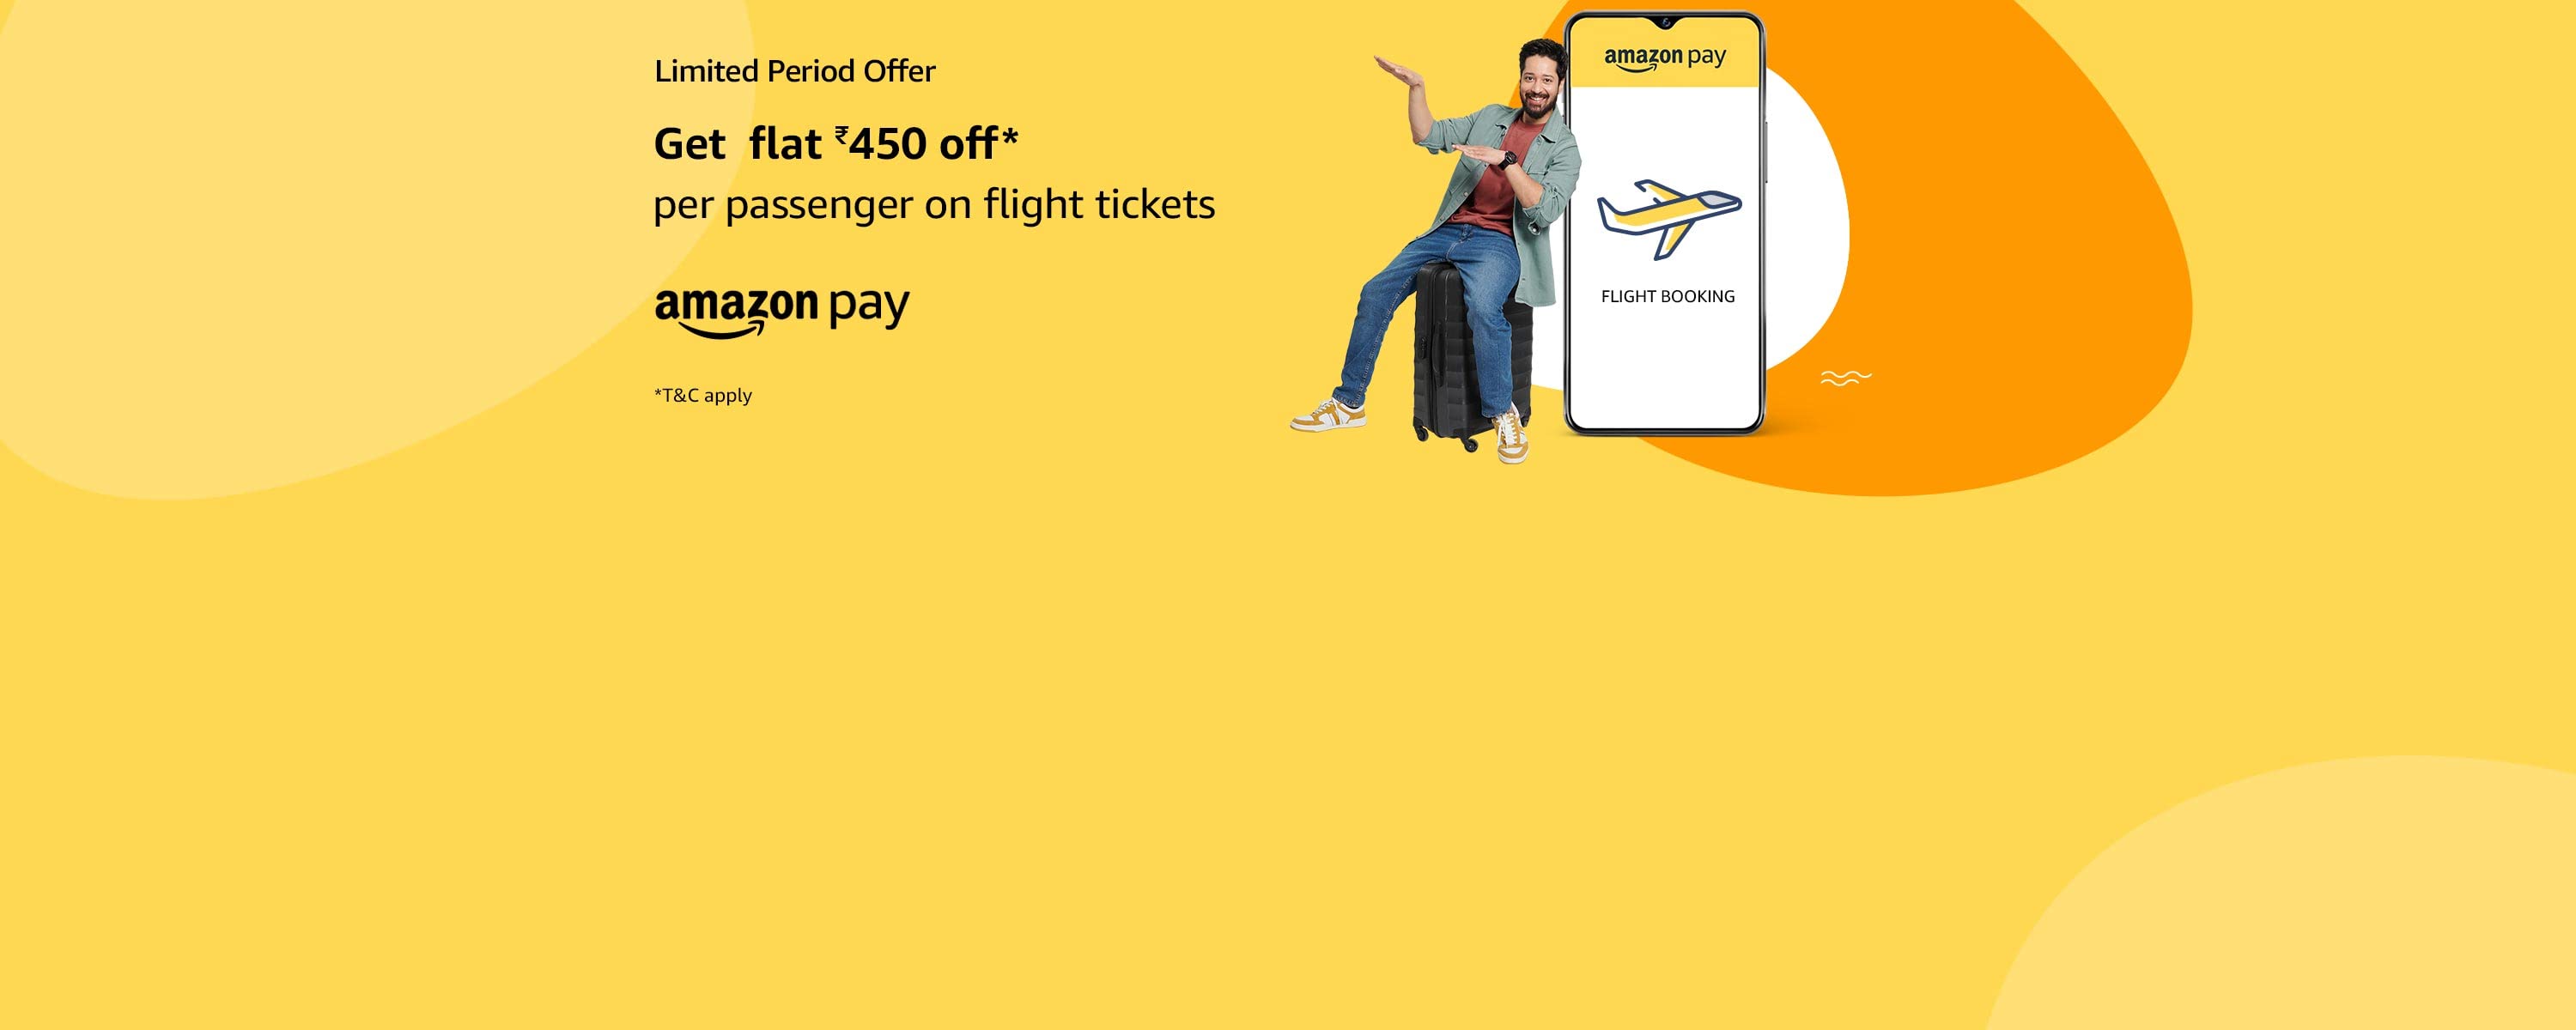 Limited Period Offer
Get flat ₹450 off*
per passenger on flight tickets
amazon pay
*T&C apply
amazon pay
FLIGHT BOOKING